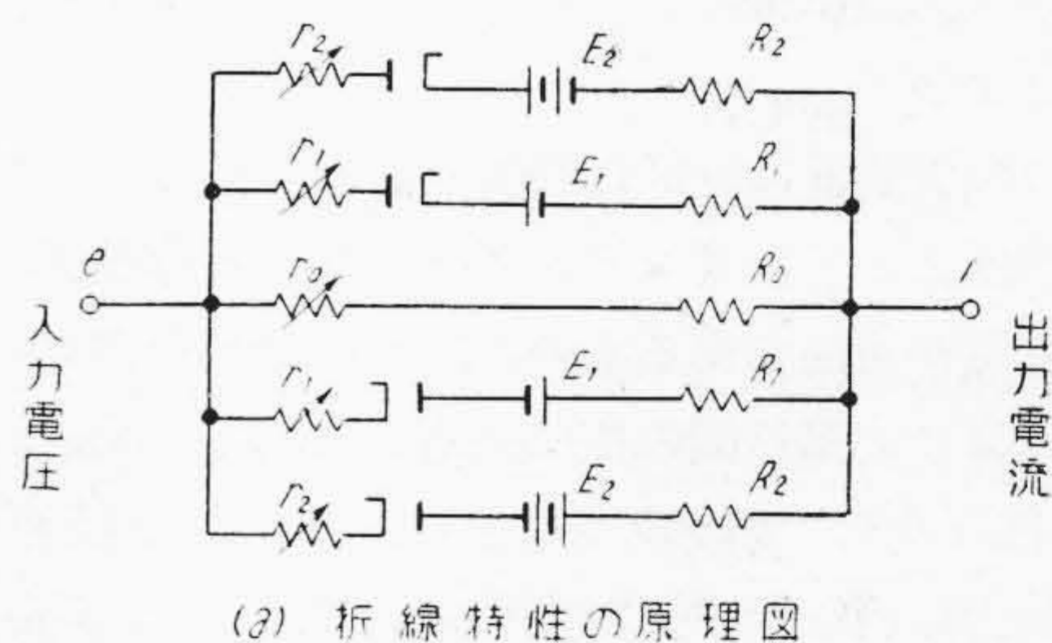 r₂ E₂ R₂
r₁ E₁ R₁
e r₀ R₀ i
入力電圧
出力電流
r₁ E₁ R₁
r₂ E₂ R₂
(a) 折線特性の原理図